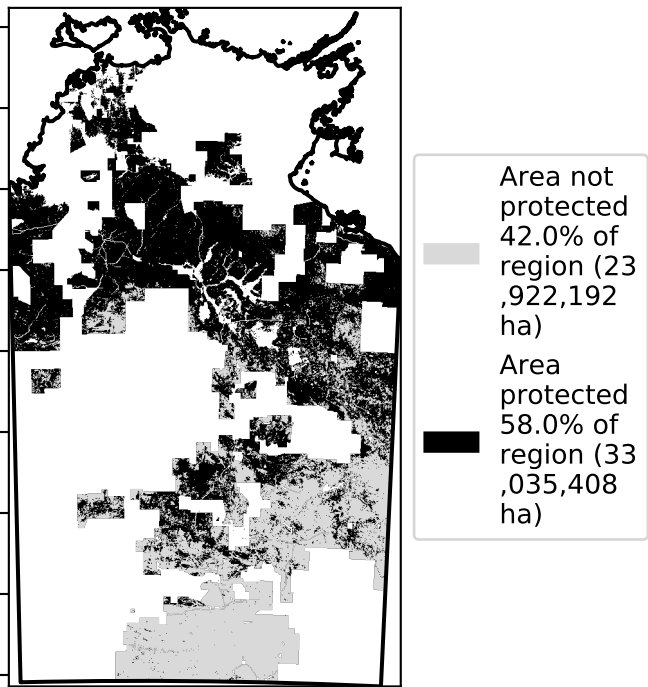 Area not
protected
42.0% of
region (23
,922,192
ha)
Area
protected
58.0% of
region (33
,035,408
ha)